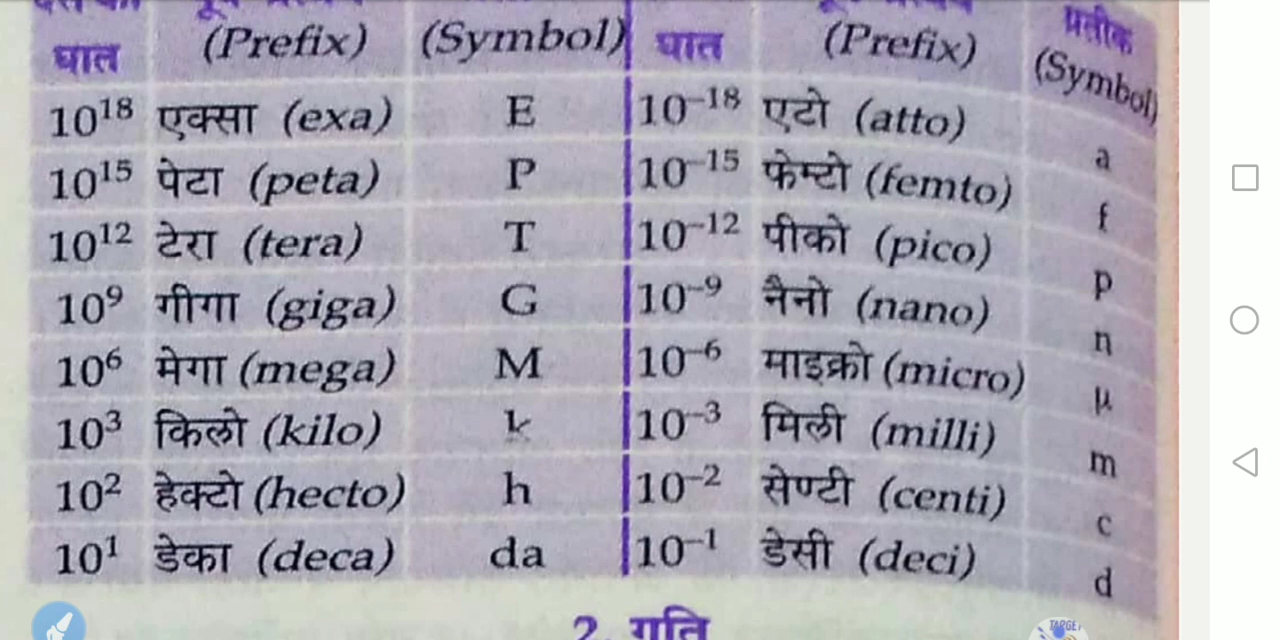 घात (Prefix) (Symbol) घात (Prefix) प्रतीक (Symbol)
10¹⁸ एक्सा (exa) E 10⁻¹⁸ एटो (atto) a
10¹⁵ पेटा (peta) P 10⁻¹⁵ फेम्टो (femto) f
10¹² टेरा (tera) T 10⁻¹² पीको (pico) p
10⁹ गीगा (giga) G 10⁻⁹ नैनो (nano) n
10⁶ मेगा (mega) M 10⁻⁶ माइक्रो (micro) μ
10³ किलो (kilo) k 10⁻³ मिली (milli) m
10² हेक्टो (hecto) h 10⁻² सेण्टी (centi) c
10¹ डेका (deca) da 10⁻¹ डेसी (deci) d
2. गति
TARGET